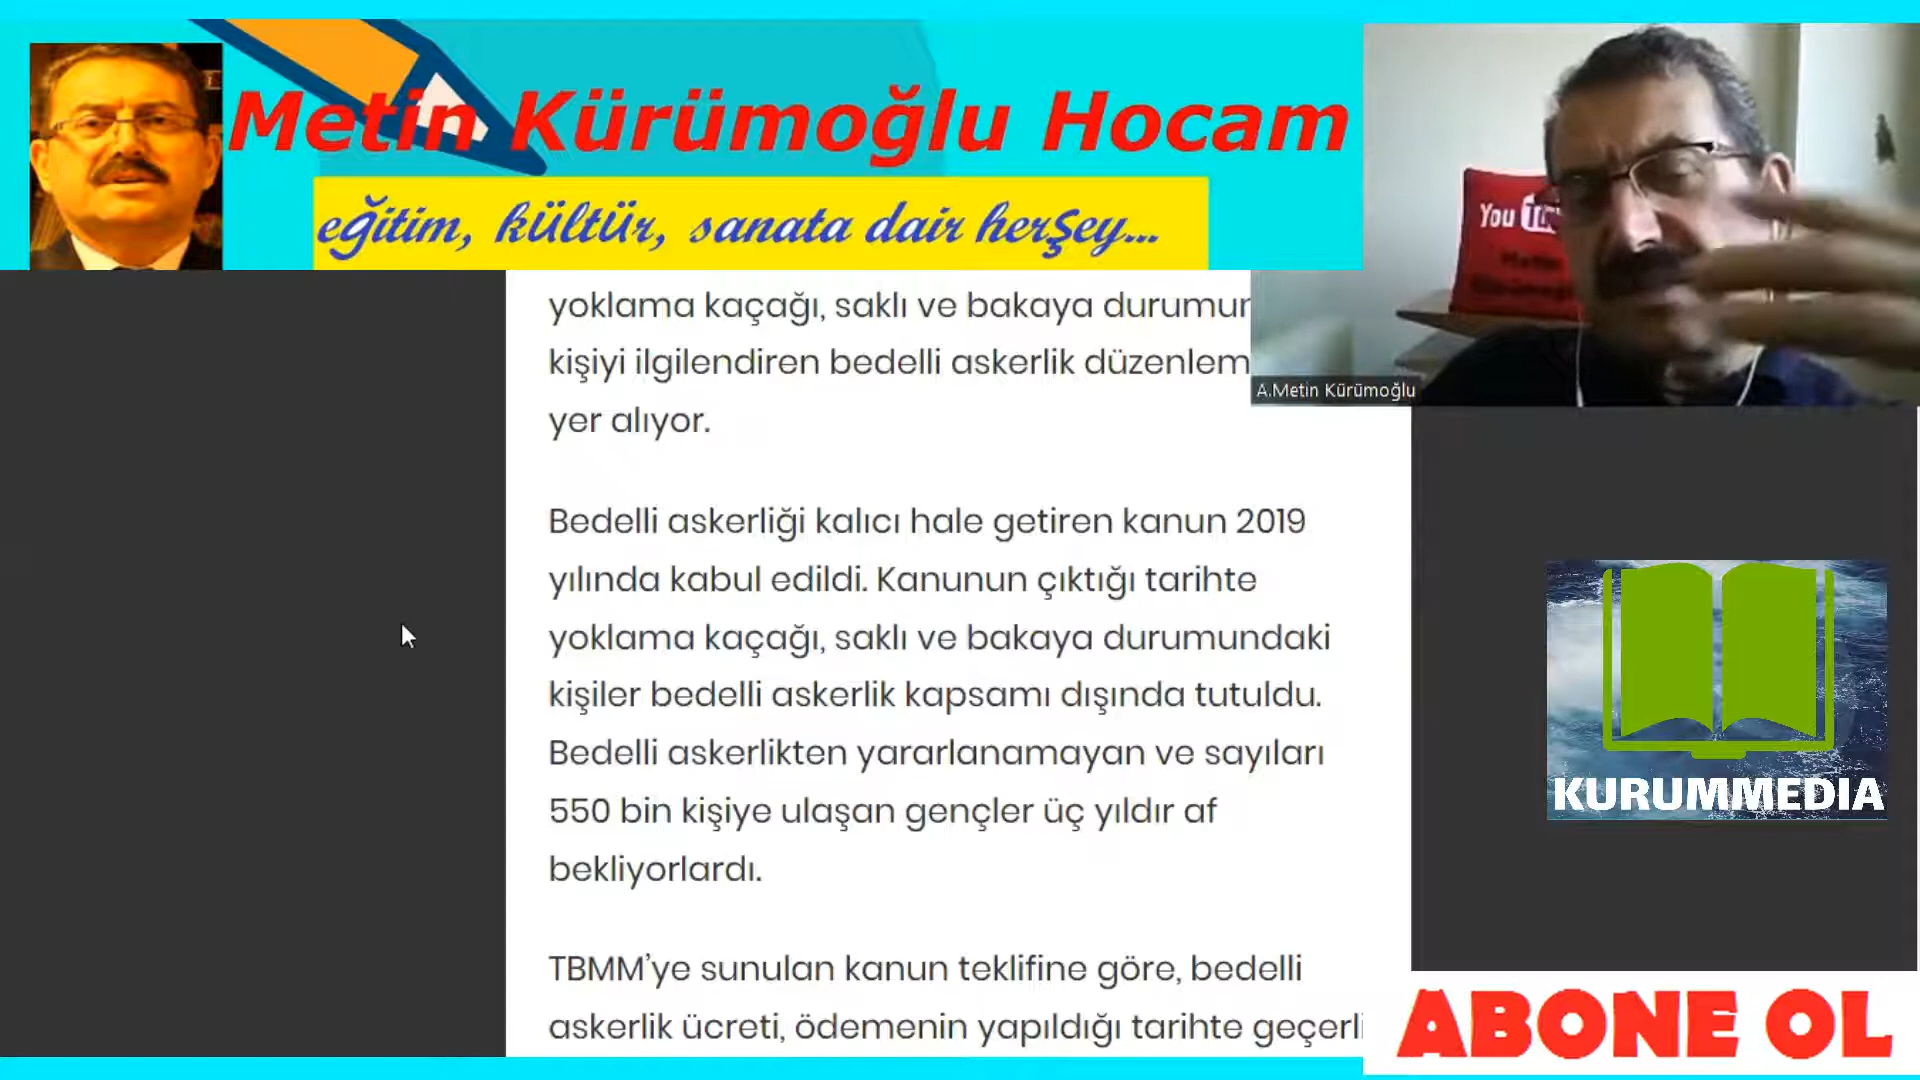 Metin Kürümoğlu Hocam
eğitim, kültür, sanata dair herşey...
You
A.Metin Kürümoğlu
yoklama kaçağı, saklı ve bakaya
kişiyi ilgilendiren bedelli askerlik
yer alıyor.
Bedelli askerliği kalıcı hale getiren kanun 2019
yılında kabul edildi. Kanunun çıktığı tarihte
yoklama kaçağı, saklı ve bakaya durumundaki
kişiler bedelli askerlik kapsamı dışında tutuldu.
Bedelli askerlikten yararlanamayan ve sayıları
550 bin kişiye ulaşan gençler üç yıldır af
bekliyorlardı.
TBMM'ye sunulan kanun teklifine göre, bedelli
askerlik ücreti, ödemenin yapıldığı tarihte geçerli
KURUMMEDIA
ABONE OL